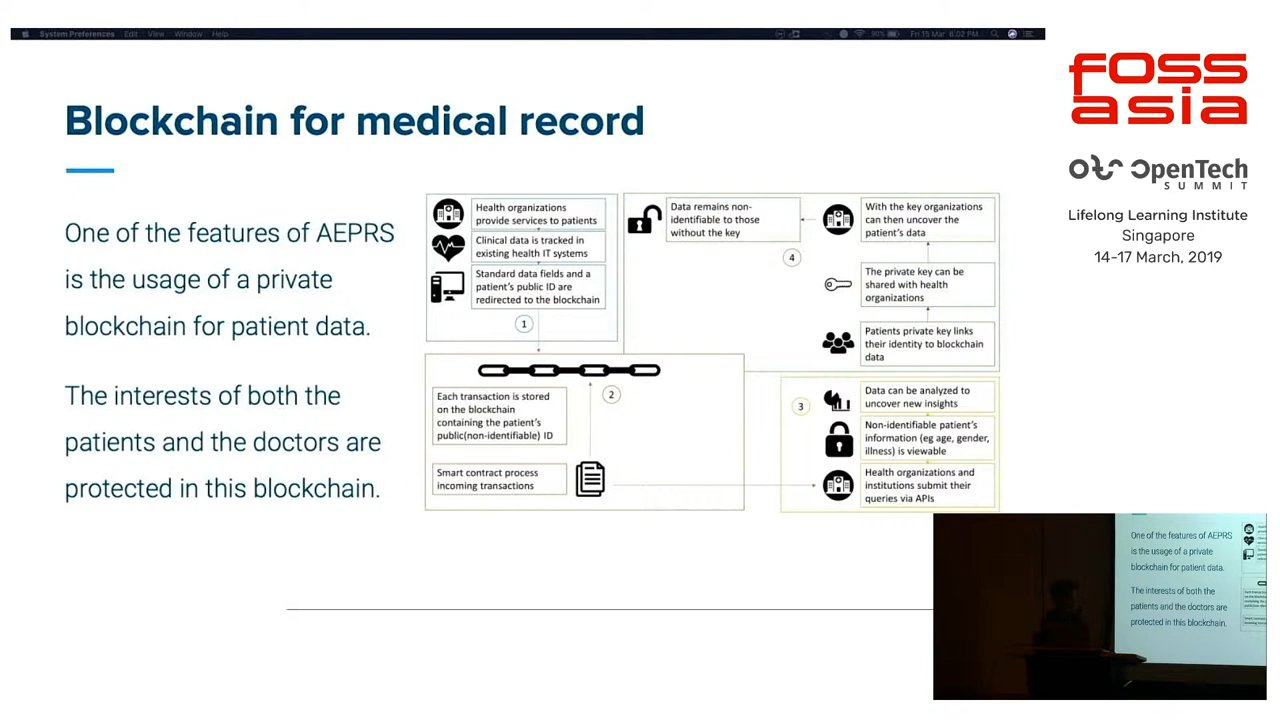 System Preferences Edit View Window Help
90% Fri 15 Mar 6:02 PM
Blockchain for medical record
One of the features of AEPRS
is the usage of a private
blockchain for patient data.
The interests of both the
patients and the doctors are
protected in this blockchain.
Health organizations
provide services to patients
Clinical data is tracked in
existing health IT systems
Standard data fields and a
patient's public ID are
redirected to the blockchain
1
Each transaction is stored
on the blockchain
containing the patient's
public(non-identifiable) ID
2
Smart contract process
incoming transactions
3
Data can be analyzed to
uncover new insights
Non-identifiable patient's
information (eg age, gender,
illness) is viewable
Health organizations and
institutions submit their
queries via APIs
Data remains non-
identifiable to those
without the key
4
With the key organizations
can then uncover the
patient's data
The private key can be
shared with health
organizations
Patients private key links
their identity to blockchain
data
FOSS
asia
OpenTech
SUMMIT
Lifelong Learning Institute
Singapore
14-17 March, 2019
One of the features of AEPRS
is the usage of a private
blockchain for patient data.
The interests of both the
patients and the doctors are
protected in this blockchain.